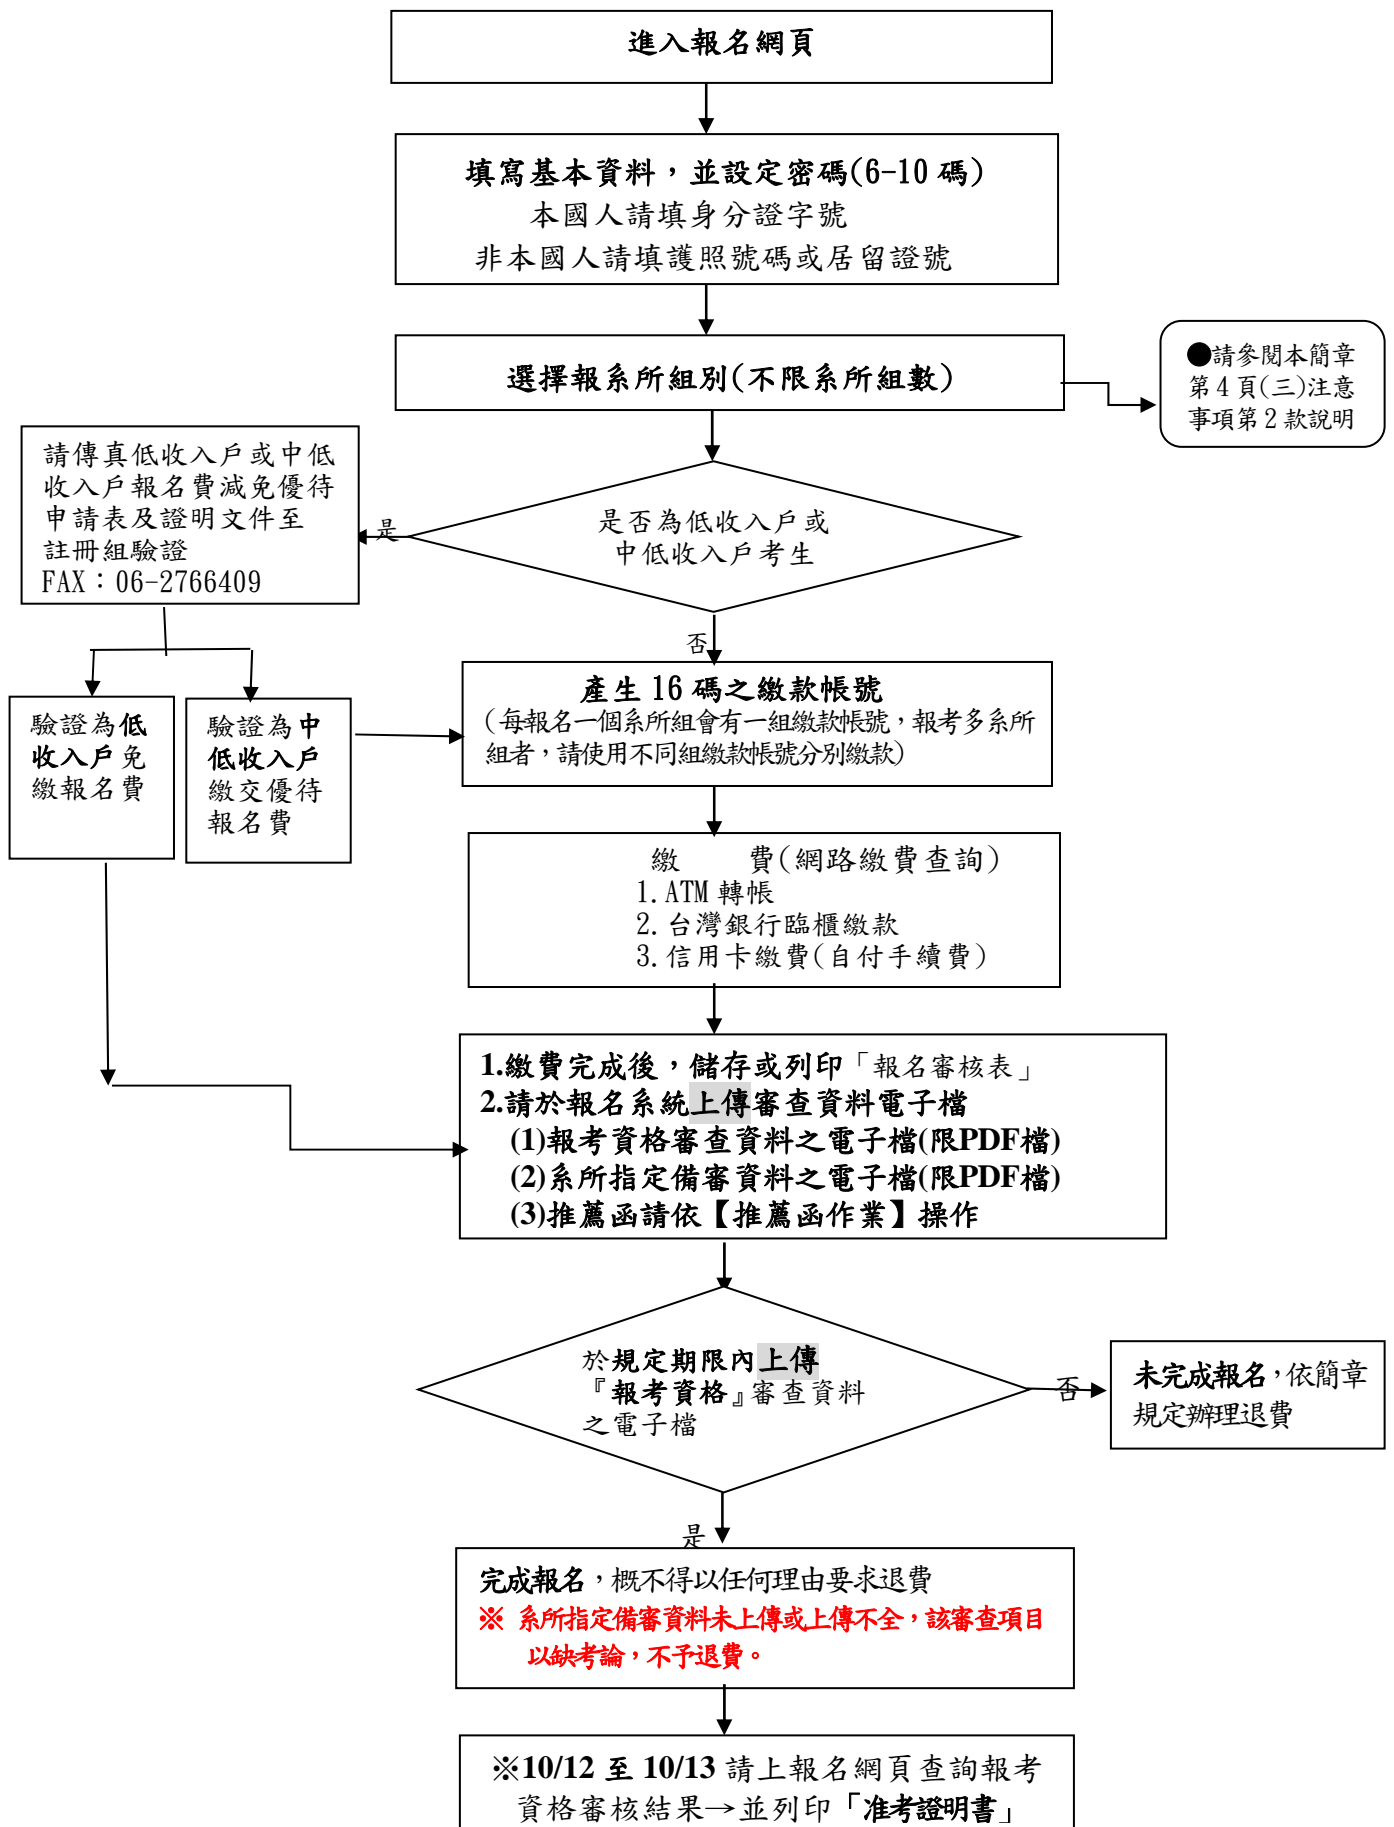 進入報名網頁
填寫基本資料，並設定密碼(6-10 碼)
本國人請填身分證字號
非本國人請填護照號碼或居留證號
選擇報系所組別(不限系所組數)
●請參閱本簡章
第 4 頁(三)注意
事項第 2 款說明
請傳真低收入戶或中低
收入戶報名費減免優待
申請表及證明文件至
註冊組驗證
FAX：06-2766409
是
是否為低收入戶或
中低收入戶考生
否
驗證為低
收入戶免
繳報名費
驗證為中
低收入戶
繳交優待
報名費
產生 16 碼之繳款帳號
(每報名一個系所組會有一組繳款帳號，報考多系所
組者，請使用不同組繳款帳號分別繳款)
繳　　費(網路繳費查詢)
1.ATM 轉帳
2.台灣銀行臨櫃繳款
3.信用卡繳費(自付手續費)
1.繳費完成後，儲存或列印「報名審核表」
2.請於報名系統上傳審查資料電子檔
(1)報考資格審查資料之電子檔(限PDF檔)
(2)系所指定備審資料之電子檔(限PDF檔)
(3)推薦函請依【推薦函作業】操作
於規定期限內上傳
『報考資格』審查資料
之電子檔
否
未完成報名，依簡章
規定辦理退費
是
完成報名，概不得以任何理由要求退費
※ 系所指定備審資料未上傳或上傳不全，該審查項目
以缺考論，不予退費。
※10/12 至 10/13 請上報名網頁查詢報考
資格審核結果→並列印「准考證明書」